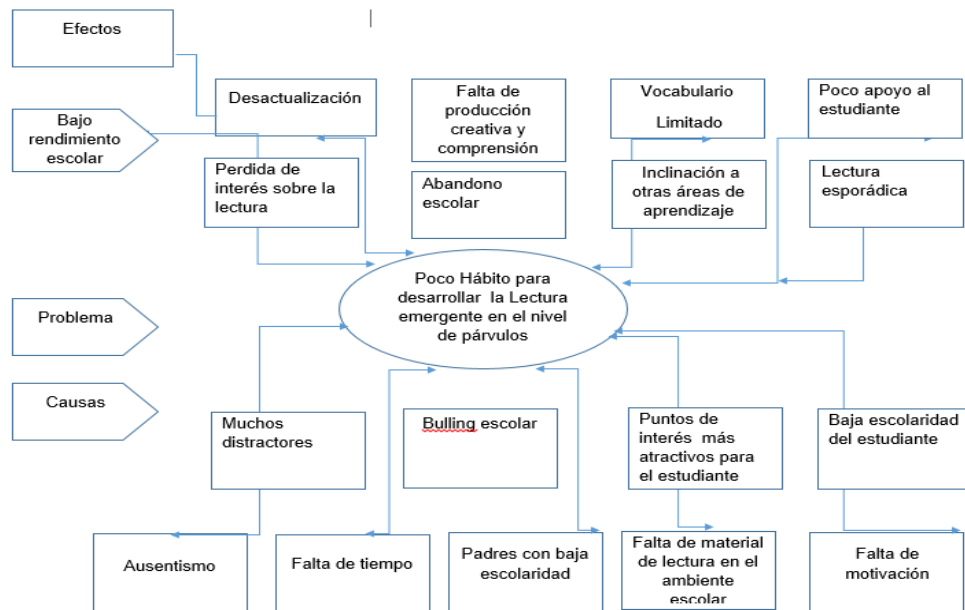 Efectos
Desactualización
Falta de
producción
creativa y
comprensión
Vocabulario
Limitado
Poco apoyo al
estudiante
Bajo
rendimiento
escolar
Perdida de
interés sobre la
lectura
Abandono
escolar
Inclinación a
otras áreas de
aprendizaje
Lectura
esporádica
Poco Hábito para
desarrollar la Lectura
emergente en el nivel
de párvulos
Problema
Causas
Muchos
distractores
Bulling escolar
Puntos de
interés más
atractivos para
el estudiante
Baja escolaridad
del estudiante
Ausentismo
Falta de tiempo
Padres con baja
escolaridad
Falta de material
de lectura en el
ambiente
escolar
Falta de
motivación